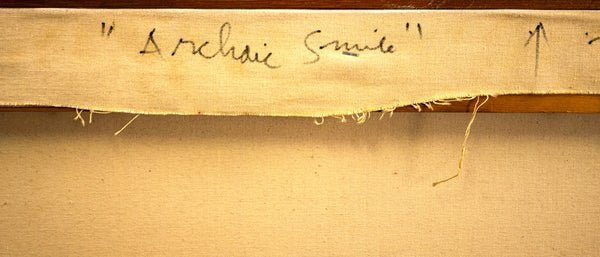 "Archaic Smile" ↑